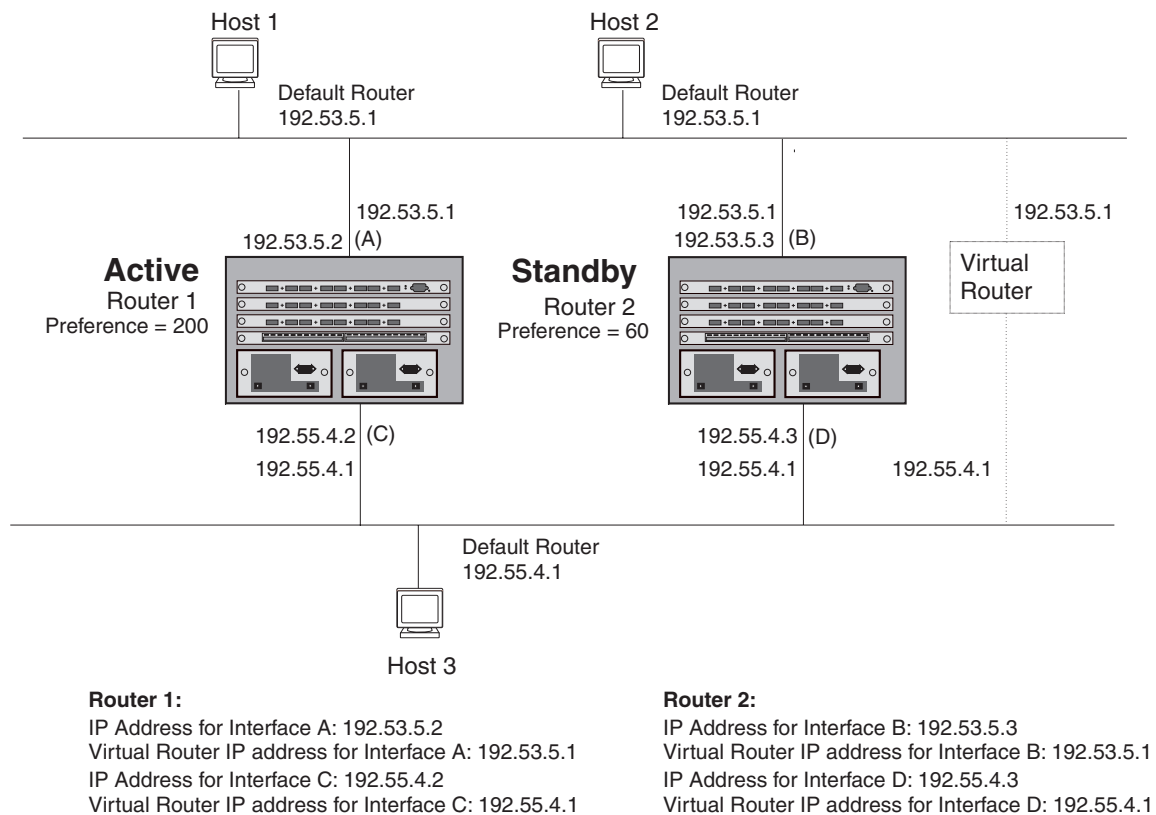 Host 1
Host 2
Default Router
192.53.5.1
Default Router
192.53.5.1
192.53.5.1
192.53.5.2 (A)
192.53.5.1
192.53.5.3 (B)
192.53.5.1
Active
Router 1
Preference = 200
Standby
Router 2
Preference = 60
Virtual
Router
192.55.4.2 (C)
192.55.4.1
192.55.4.3 (D)
192.55.4.1
192.55.4.1
Default Router
192.55.4.1
Host 3
Router 1:
IP Address for Interface A: 192.53.5.2
Virtual Router IP address for Interface A: 192.53.5.1
IP Address for Interface C: 192.55.4.2
Virtual Router IP address for Interface C: 192.55.4.1
Router 2:
IP Address for Interface B: 192.53.5.3
Virtual Router IP address for Interface B: 192.53.5.1
IP Address for Interface D: 192.55.4.3
Virtual Router IP address for Interface D: 192.55.4.1